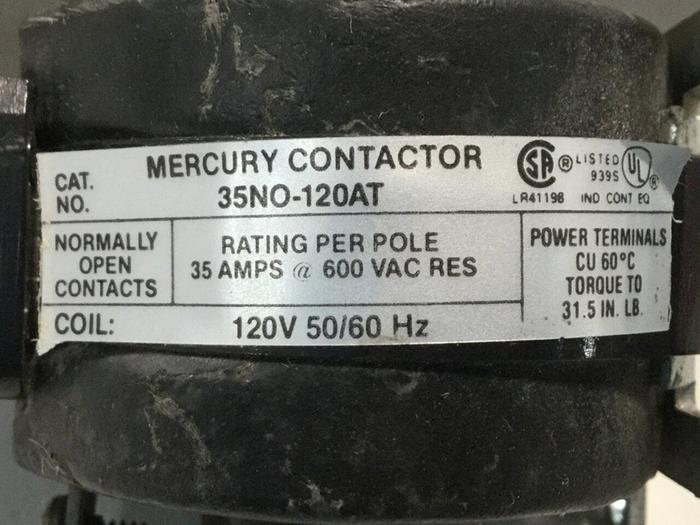 MERCURY CONTACTOR
CAT. NO. 35NO-120AT
SA ® LISTED 939S UL ®
LR41198 IND CONT EQ
NORMALLY OPEN CONTACTS
RATING PER POLE
35 AMPS @ 600 VAC RES
POWER TERMINALS
CU 60°C
TORQUE TO
31.5 IN. LB.
COIL: 120V 50/60 Hz